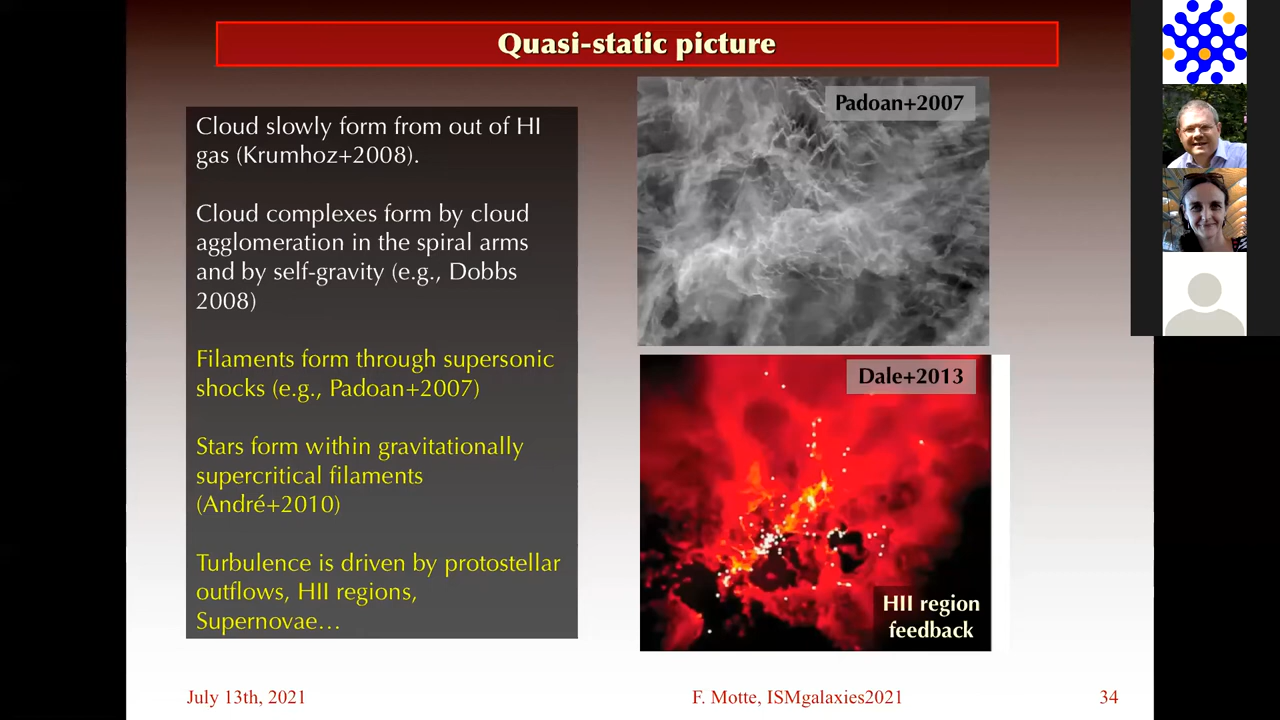 Quasi-static picture
Cloud slowly form from out of HI
gas (Krumhoz+2008).
Cloud complexes form by cloud
agglomeration in the spiral arms
and by self-gravity (e.g., Dobbs
2008)
Filaments form through supersonic
shocks (e.g., Padoan+2007)
Stars form within gravitationally
supercritical filaments
(André+2010)
Turbulence is driven by protostellar
outflows, HII regions,
Supernovae…
Padoan+2007
Dale+2013
HII region
feedback
July 13th, 2021
F. Motte, ISMgalaxies2021
34